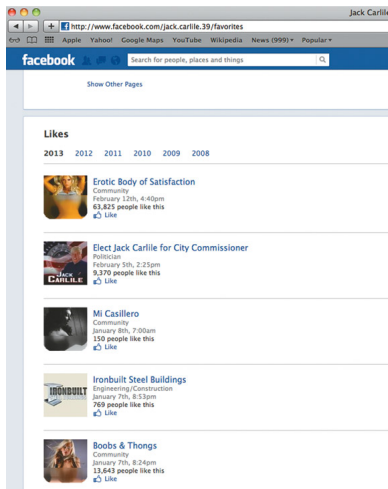 Jack Carlile
http://www.facebook.com/jack.carlile.39/favorites
Apple Yahoo! Google Maps YouTube Wikipedia News (999) Popular
facebook
Search for people, places and things
Show Other Pages
Likes
2013 2012 2011 2010 2009 2008
Erotic Body of Satisfaction
Community
February 12th, 4:40pm
63,825 people like this
Like
Elect Jack Carlile for City Commissioner
Politician
February 5th, 2:25pm
9,370 people like this
Like
JACK
CARLILE
Mi Casillero
Community
January 8th, 7:00am
150 people like this
Like
Ironbuilt Steel Buildings
Engineering/Construction
January 7th, 8:53pm
769 people like this
Like
IRONBUILT
Boobs & Thongs
Community
January 7th, 8:24pm
13,643 people like this
Like